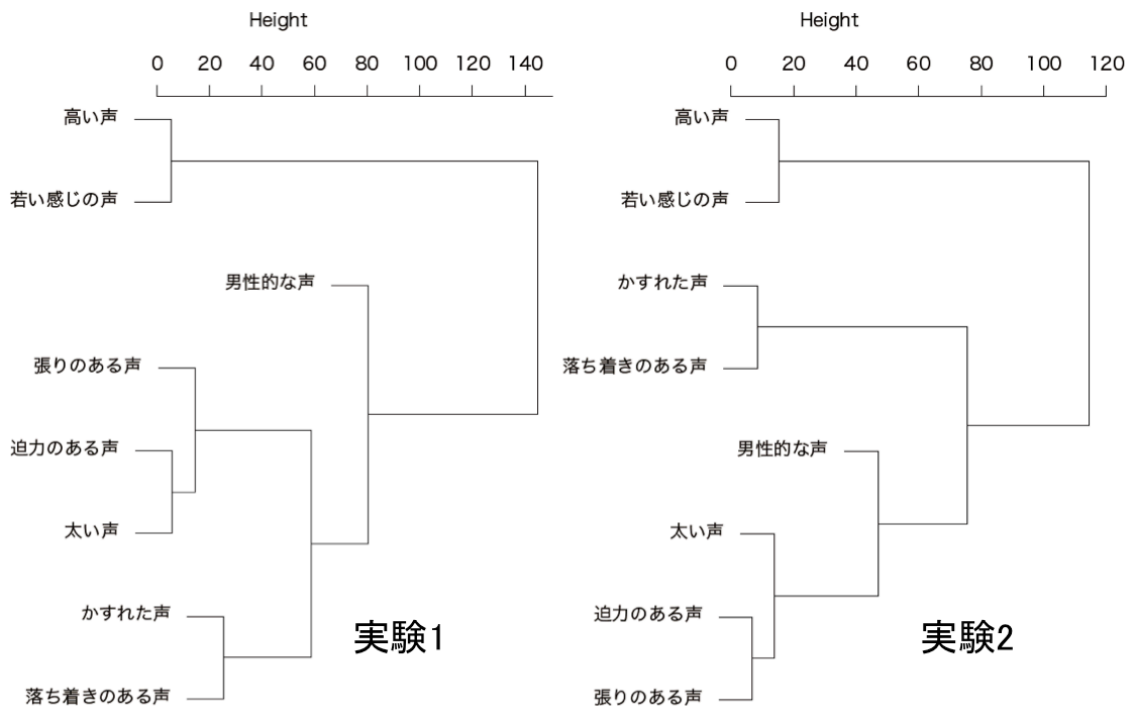 Height
0 20 40 60 80 100 120 140
高い声
若い感じの声
男性的な声
張りのある声
迫力のある声
太い声
かすれた声
落ち着きのある声
実験1
Height
0 20 40 60 80 100 120
高い声
若い感じの声
かすれた声
落ち着きのある声
男性的な声
太い声
迫力のある声
張りのある声
実験2